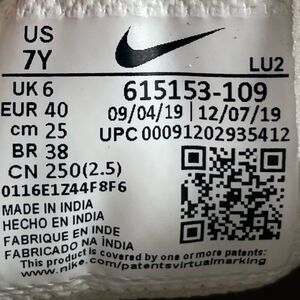 US
7Y
LU2
UK 6
EUR 40
cm 25
BR 38
CN 250(2.5)
615153-109
09/04/19 | 12/07/19
UPC 00091202935412
0116E1Z44F8F6
MADE IN INDIA
HECHO EN INDIA
FABRIQUE EN INDE
FABRICADO NA ÍNDIA
This product is covered by one or more patents:
www.nike.com/patentsvirtualmarking